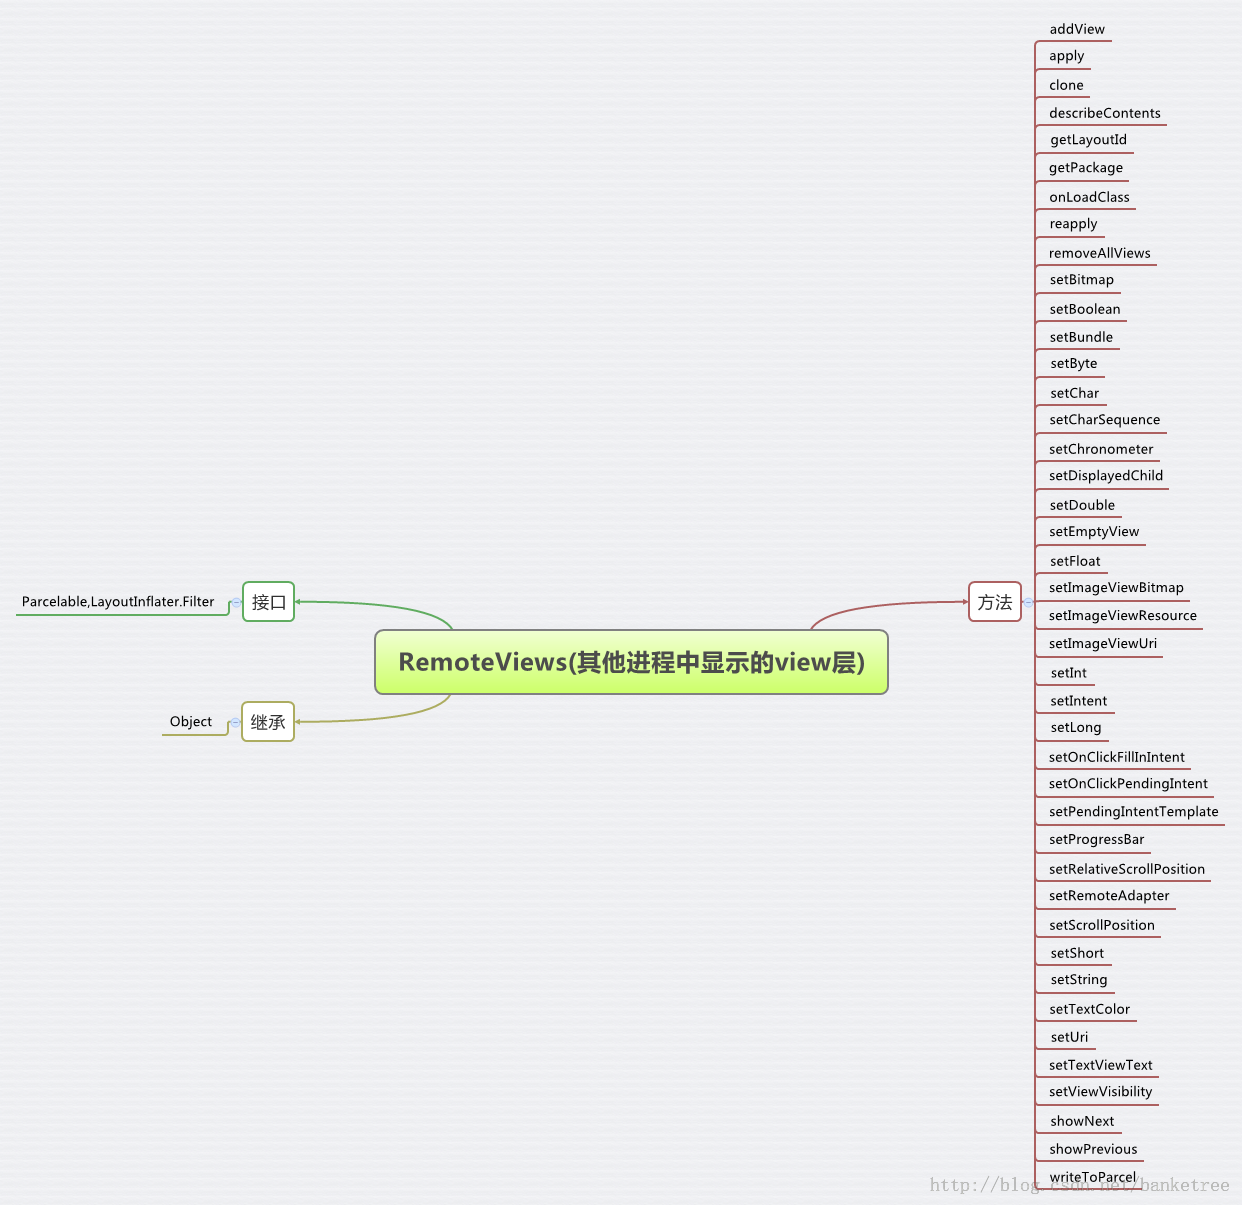 RemoteViews(其他进程中显示的view层)
接口
Parcelable,LayoutInflater.Filter
继承
Object
方法
addView
apply
clone
describeContents
getLayoutId
getPackage
onLoadClass
reapply
removeAllViews
setBitmap
setBoolean
setBundle
setByte
setChar
setCharSequence
setChronometer
setDisplayedChild
setDouble
setEmptyView
setFloat
setImageViewBitmap
setImageViewResource
setImageViewUri
setInt
setIntent
setLong
setOnClickFillInIntent
setOnClickPendingIntent
setPendingIntentTemplate
setProgressBar
setRelativeScrollPosition
setRemoteAdapter
setScrollPosition
setShort
setString
setTextColor
setUri
setTextViewText
setViewVisibility
showNext
showPrevious
writeToParcel
http://blog.csdn.net/banketree